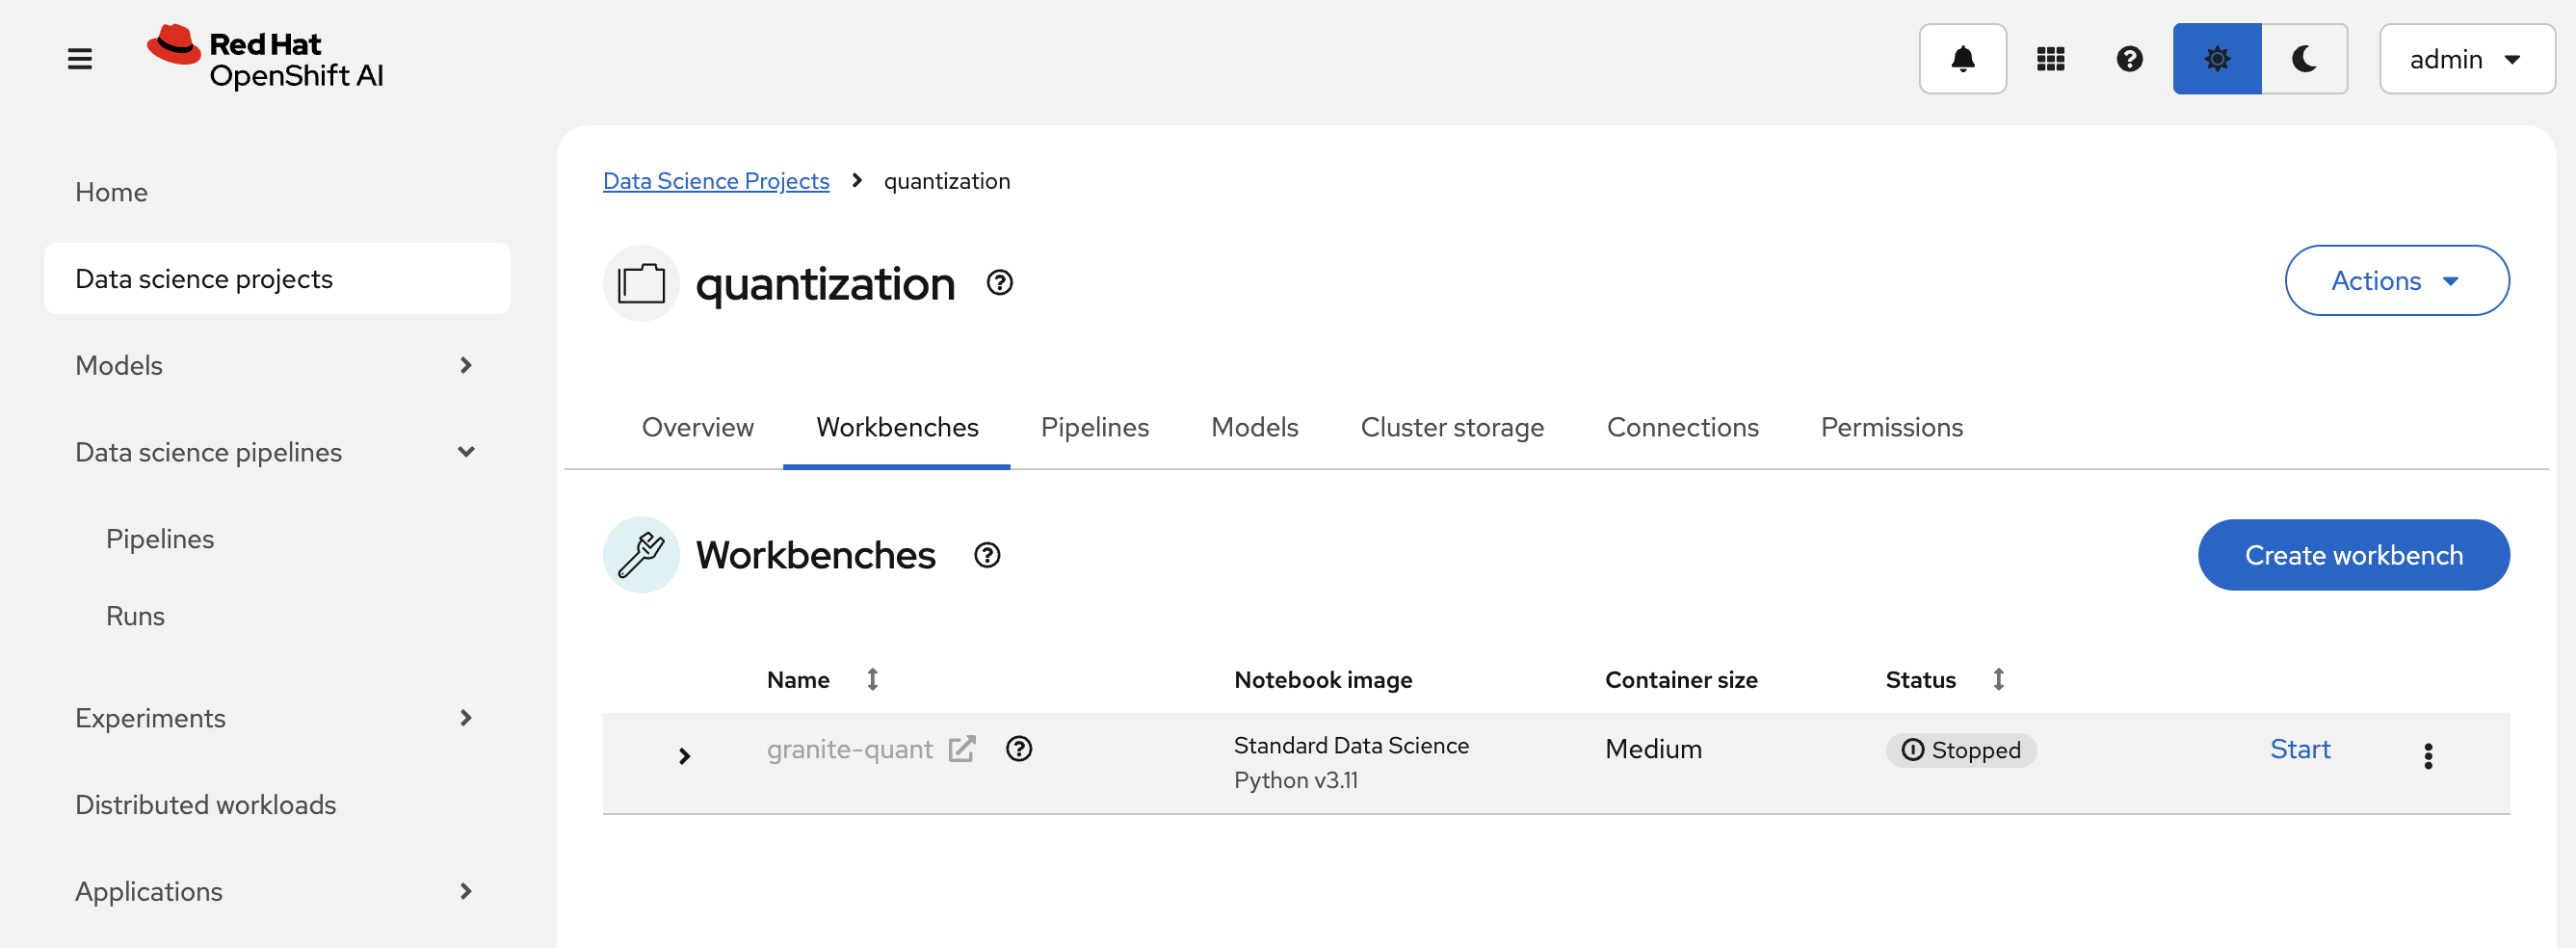 Red Hat
OpenShift AI
admin
Home
Data science projects
Models
Data science pipelines
Pipelines
Runs
Experiments
Distributed workloads
Applications
Data Science Projects > quantization
quantization
Actions
Overview Workbenches Pipelines Models Cluster storage Connections Permissions
Workbenches
Create workbench
Name Notebook image Container size Status
granite-quant Standard Data Science Medium Stopped Start
Python v3.11